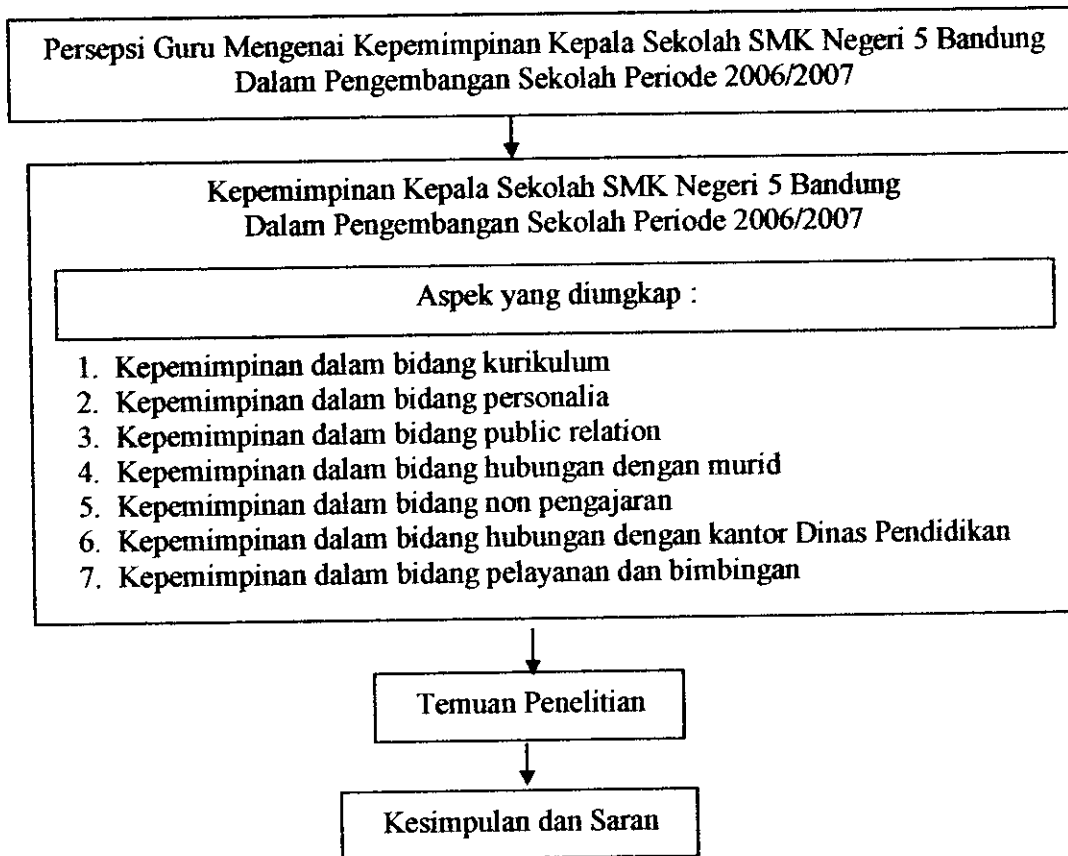 Persepsi Guru Mengenai Kepemimpinan Kepala Sekolah SMK Negeri 5 Bandung
Dalam Pengembangan Sekolah Periode 2006/2007
Kepemimpinan Kepala Sekolah SMK Negeri 5 Bandung
Dalam Pengembangan Sekolah Periode 2006/2007
Aspek yang diungkap :
1. Kepemimpinan dalam bidang kurikulum
2. Kepemimpinan dalam bidang personalia
3. Kepemimpinan dalam bidang public relation
4. Kepemimpinan dalam bidang hubungan dengan murid
5. Kepemimpinan dalam bidang non pengajaran
6. Kepemimpinan dalam bidang hubungan dengan kantor Dinas Pendidikan
7. Kepemimpinan dalam bidang pelayanan dan bimbingan
Temuan Penelitian
Kesimpulan dan Saran